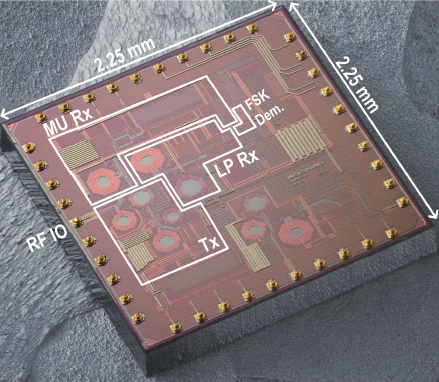 2.25 mm
2.25 mm
MU Rx
FSK
Dem.
LP Rx
RF IO
Tx